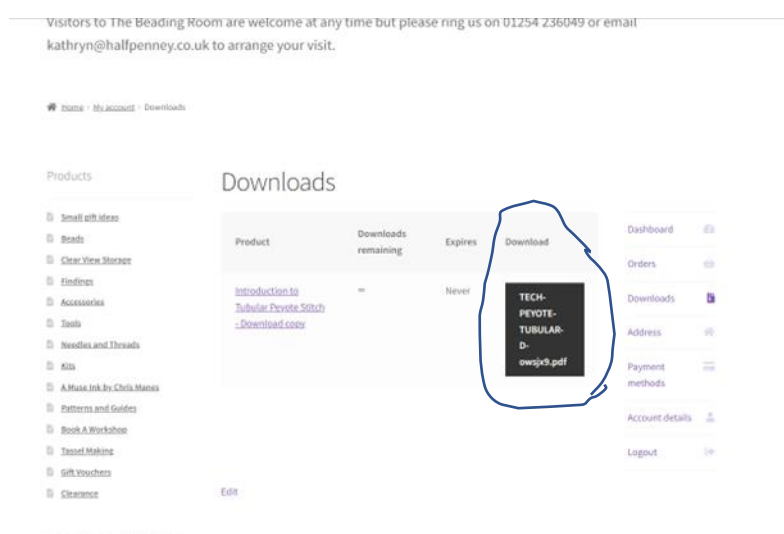 Visitors to The Beading Room are welcome at any time but please ring us on 01254 236049 or email
kathryn@halfpenney.co.uk to arrange your visit.
Home › My account › Downloads
Products
Small gift ideas
Beads
Clear View Storage
Findings
Accessories
Tools
Needles and Threads
Kits
A Muse Ink by Chris Manes
Patterns and Guides
Book A Workshop
Tassel Making
Gift Vouchers
Clearance
Downloads
Product
Downloads
remaining
Expires
Download
Introduction to
Tubular Peyote Stitch
- Download copy
∞
Never
TECH-
PEYOTE-
TUBULAR-
D-
owsjx9.pdf
Edit
Dashboard
Orders
Downloads
Address
Payment
methods
Account details
Logout